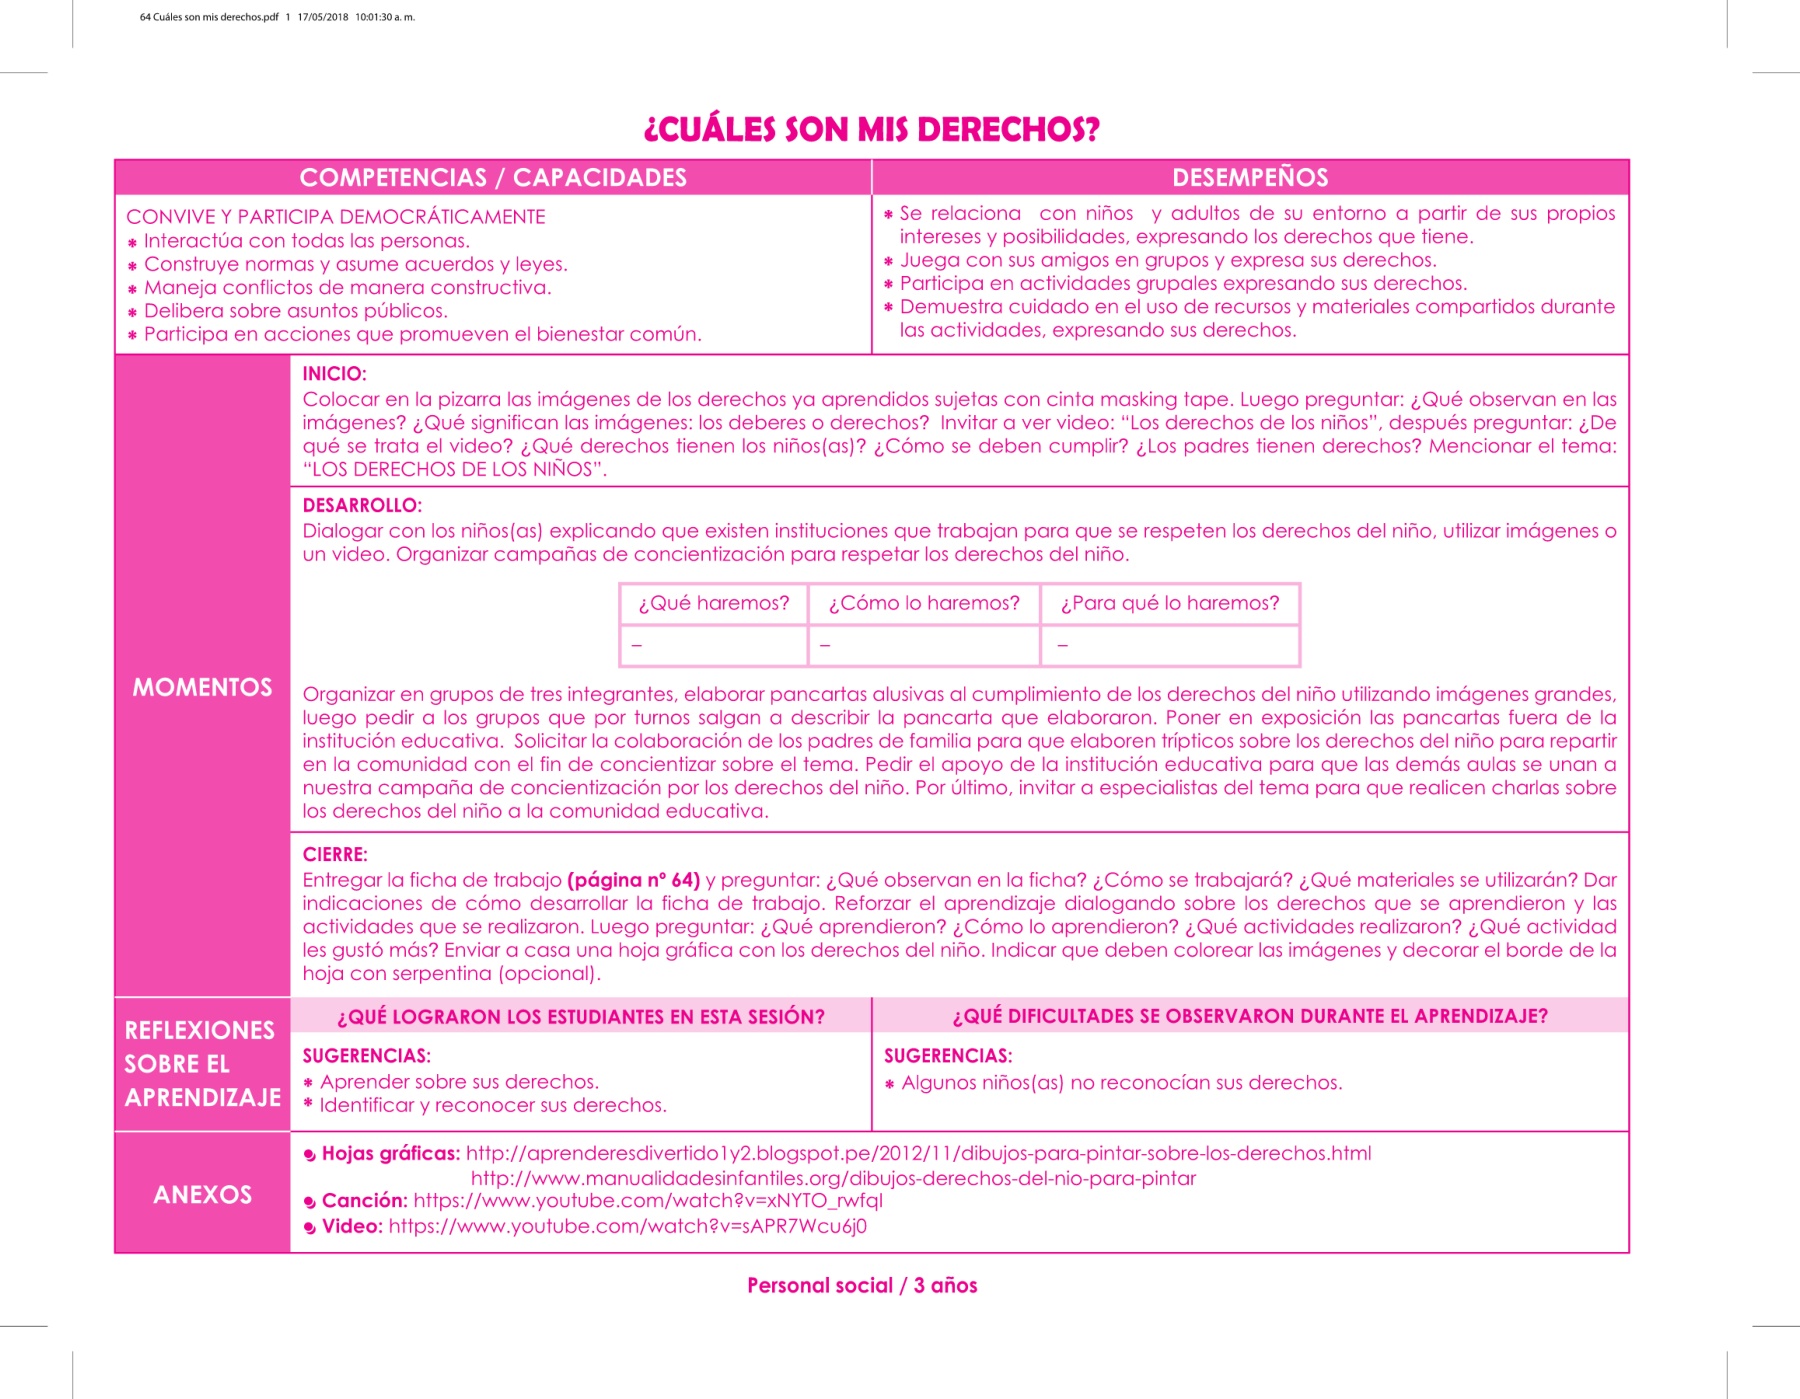 64 Cuáles son mis derechos.pdf 1 17/05/2018 10:01:30 a. m.
¿CUÁLES SON MIS DERECHOS?
COMPETENCIAS / CAPACIDADES
DESEMPEÑOS
CONVIVE Y PARTICIPA DEMOCRÁTICAMENTE
* Interactúa con todas las personas.
* Construye normas y asume acuerdos y leyes.
* Maneja conflictos de manera constructiva.
* Delibera sobre asuntos públicos.
* Participa en acciones que promueven el bienestar común.
* Se relaciona con niños y adultos de su entorno a partir de sus propios
intereses y posibilidades, expresando los derechos que tiene.
* Juega con sus amigos en grupos y expresa sus derechos.
* Participa en actividades grupales expresando sus derechos.
* Demuestra cuidado en el uso de recursos y materiales compartidos durante
las actividades, expresando sus derechos.
MOMENTOS
INICIO:
Colocar en la pizarra las imágenes de los derechos ya aprendidos sujetas con cinta masking tape. Luego preguntar: ¿Qué observan en las
imágenes? ¿Qué significan las imágenes: los deberes o derechos? Invitar a ver video: “Los derechos de los niños”, después preguntar: ¿De
qué se trata el video? ¿Qué derechos tienen los niños(as)? ¿Cómo se deben cumplir? ¿Los padres tienen derechos? Mencionar el tema:
“LOS DERECHOS DE LOS NIÑOS”.
DESARROLLO:
Dialogar con los niños(as) explicando que existen instituciones que trabajan para que se respeten los derechos del niño, utilizar imágenes o
un video. Organizar campañas de concientización para respetar los derechos del niño.
¿Qué haremos? ¿Cómo lo haremos? ¿Para qué lo haremos?
– – –
Organizar en grupos de tres integrantes, elaborar pancartas alusivas al cumplimiento de los derechos del niño utilizando imágenes grandes,
luego pedir a los grupos que por turnos salgan a describir la pancarta que elaboraron. Poner en exposición las pancartas fuera de la
institución educativa. Solicitar la colaboración de los padres de familia para que elaboren trípticos sobre los derechos del niño para repartir
en la comunidad con el fin de concientizar sobre el tema. Pedir el apoyo de la institución educativa para que las demás aulas se unan a
nuestra campaña de concientización por los derechos del niño. Por último, invitar a especialistas del tema para que realicen charlas sobre
los derechos del niño a la comunidad educativa.
CIERRE:
Entregar la ficha de trabajo (página nº 64) y preguntar: ¿Qué observan en la ficha? ¿Cómo se trabajará? ¿Qué materiales se utilizarán? Dar
indicaciones de cómo desarrollar la ficha de trabajo. Reforzar el aprendizaje dialogando sobre los derechos que se aprendieron y las
actividades que se realizaron. Luego preguntar: ¿Qué aprendieron? ¿Cómo lo aprendieron? ¿Qué actividades realizaron? ¿Qué actividad
les gustó más? Enviar a casa una hoja gráfica con los derechos del niño. Indicar que deben colorear las imágenes y decorar el borde de la
hoja con serpentina (opcional).
REFLEXIONES
SOBRE EL
APRENDIZAJE
¿QUÉ LOGRARON LOS ESTUDIANTES EN ESTA SESIÓN?
SUGERENCIAS:
* Aprender sobre sus derechos.
* Identificar y reconocer sus derechos.
¿QUÉ DIFICULTADES SE OBSERVARON DURANTE EL APRENDIZAJE?
SUGERENCIAS:
* Algunos niños(as) no reconocían sus derechos.
ANEXOS
Hojas gráficas: http://aprenderesdivertido1y2.blogspot.pe/2012/11/dibujos-para-pintar-sobre-los-derechos.html
http://www.manualidadesinfantiles.org/dibujos-derechos-del-nio-para-pintar
Canción: https://www.youtube.com/watch?v=xNYTO_rwfqI
Video: https://www.youtube.com/watch?v=sAPR7Wcu6j0
Personal social / 3 años